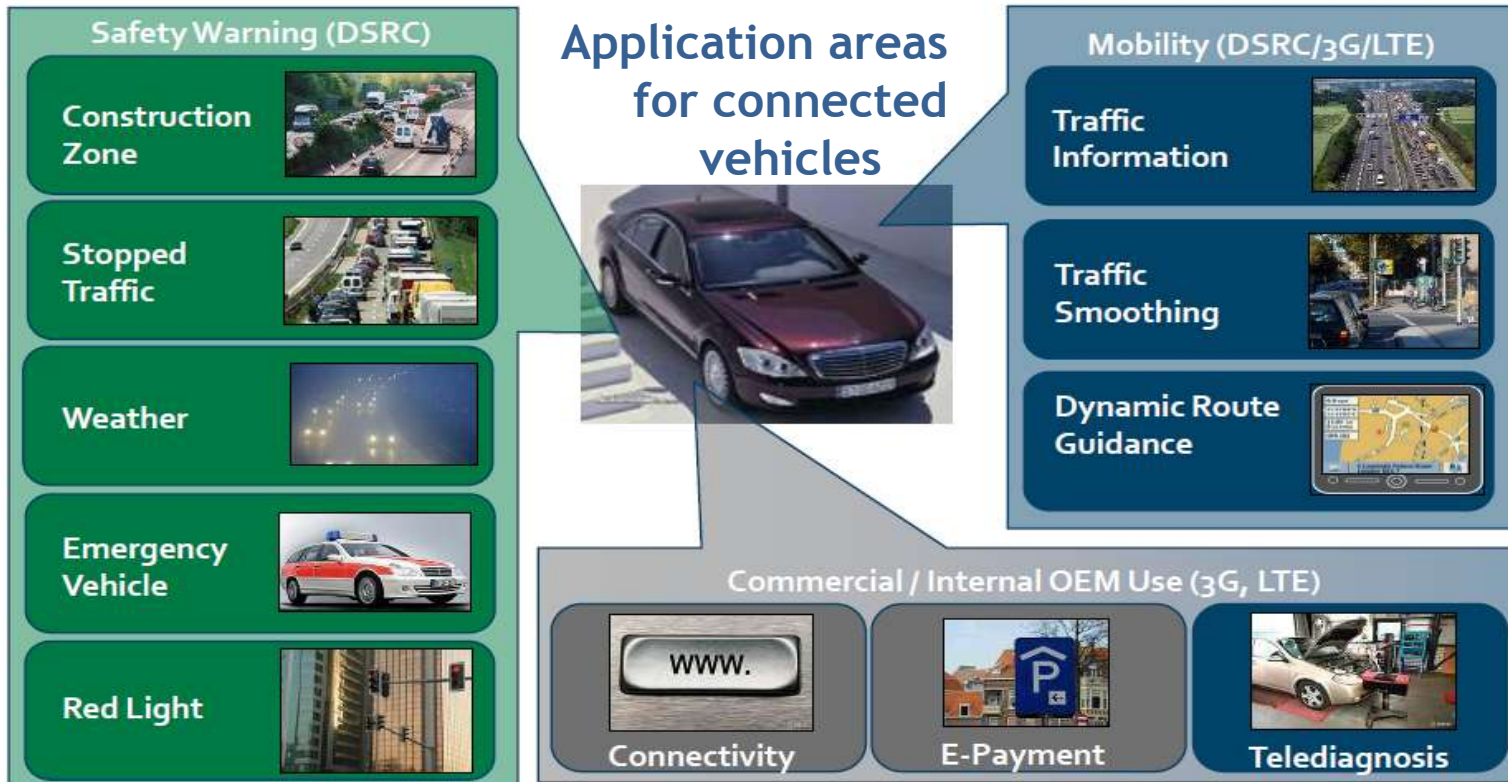 Safety Warning (DSRC)
Construction
Zone
Stopped
Traffic
Weather
Emergency
Vehicle
Red Light
Application areas
for connected
vehicles
Mobility (DSRC/3G/LTE)
Traffic
Information
Traffic
Smoothing
Dynamic Route
Guidance
Commercial / Internal OEM Use (3G, LTE)
www.
Connectivity
P
E-Payment
Telediagnosis